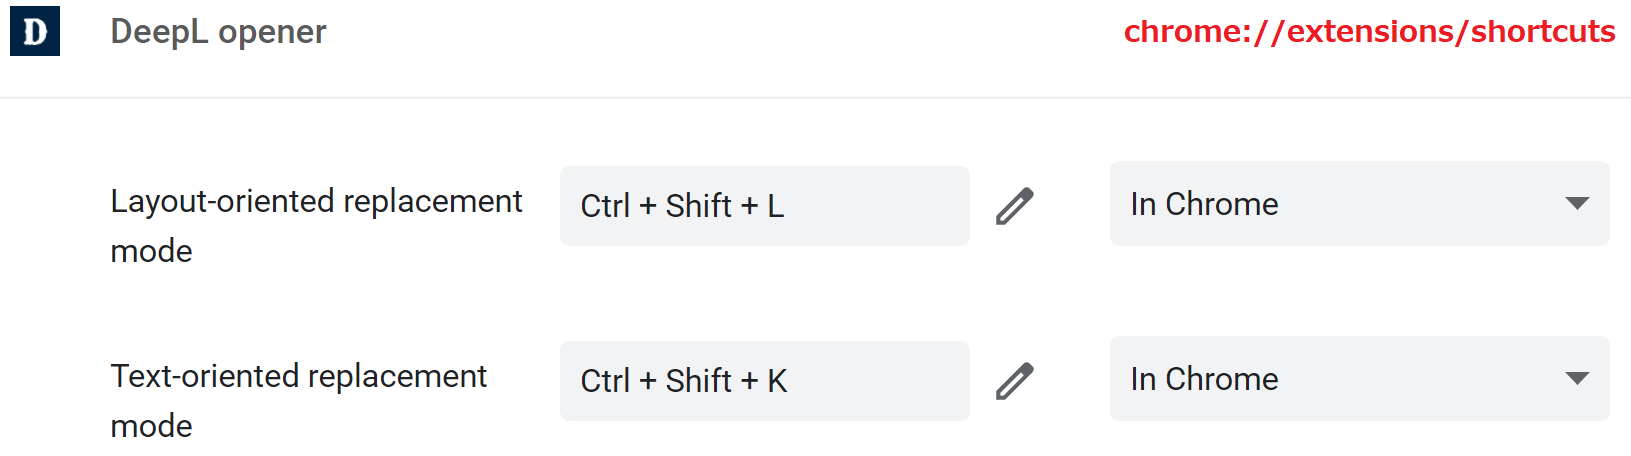 D DeepL opener chrome://extensions/shortcuts
Layout-oriented replacement
mode
Ctrl + Shift + L
In Chrome
Text-oriented replacement
mode
Ctrl + Shift + K
In Chrome